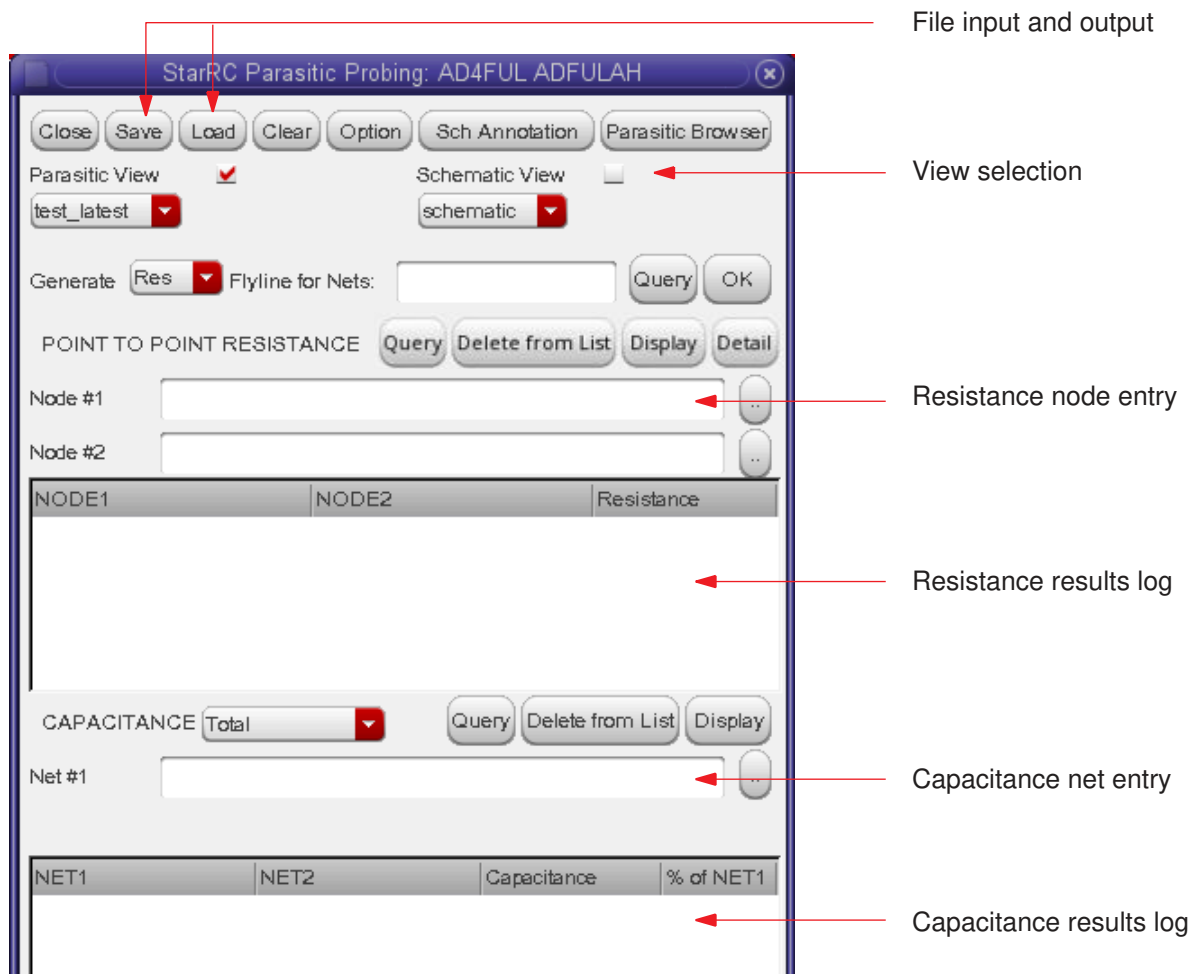 File input and output
StarRC Parasitic Probing: AD4FUL ADFULAH
Close Save Load Clear Option Sch Annotation Parasitic Browser
Parasitic View Schematic View
View selection
test_latest schematic
Generate Res Flyline for Nets: Query OK
POINT TO POINT RESISTANCE Query Delete from List Display Detail
Node #1 ..
Resistance node entry
Node #2 ..
NODE1 NODE2 Resistance
Resistance results log
CAPACITANCE Total Query Delete from List Display
Net #1 ..
Capacitance net entry
NET1 NET2 Capacitance % of NET1
Capacitance results log